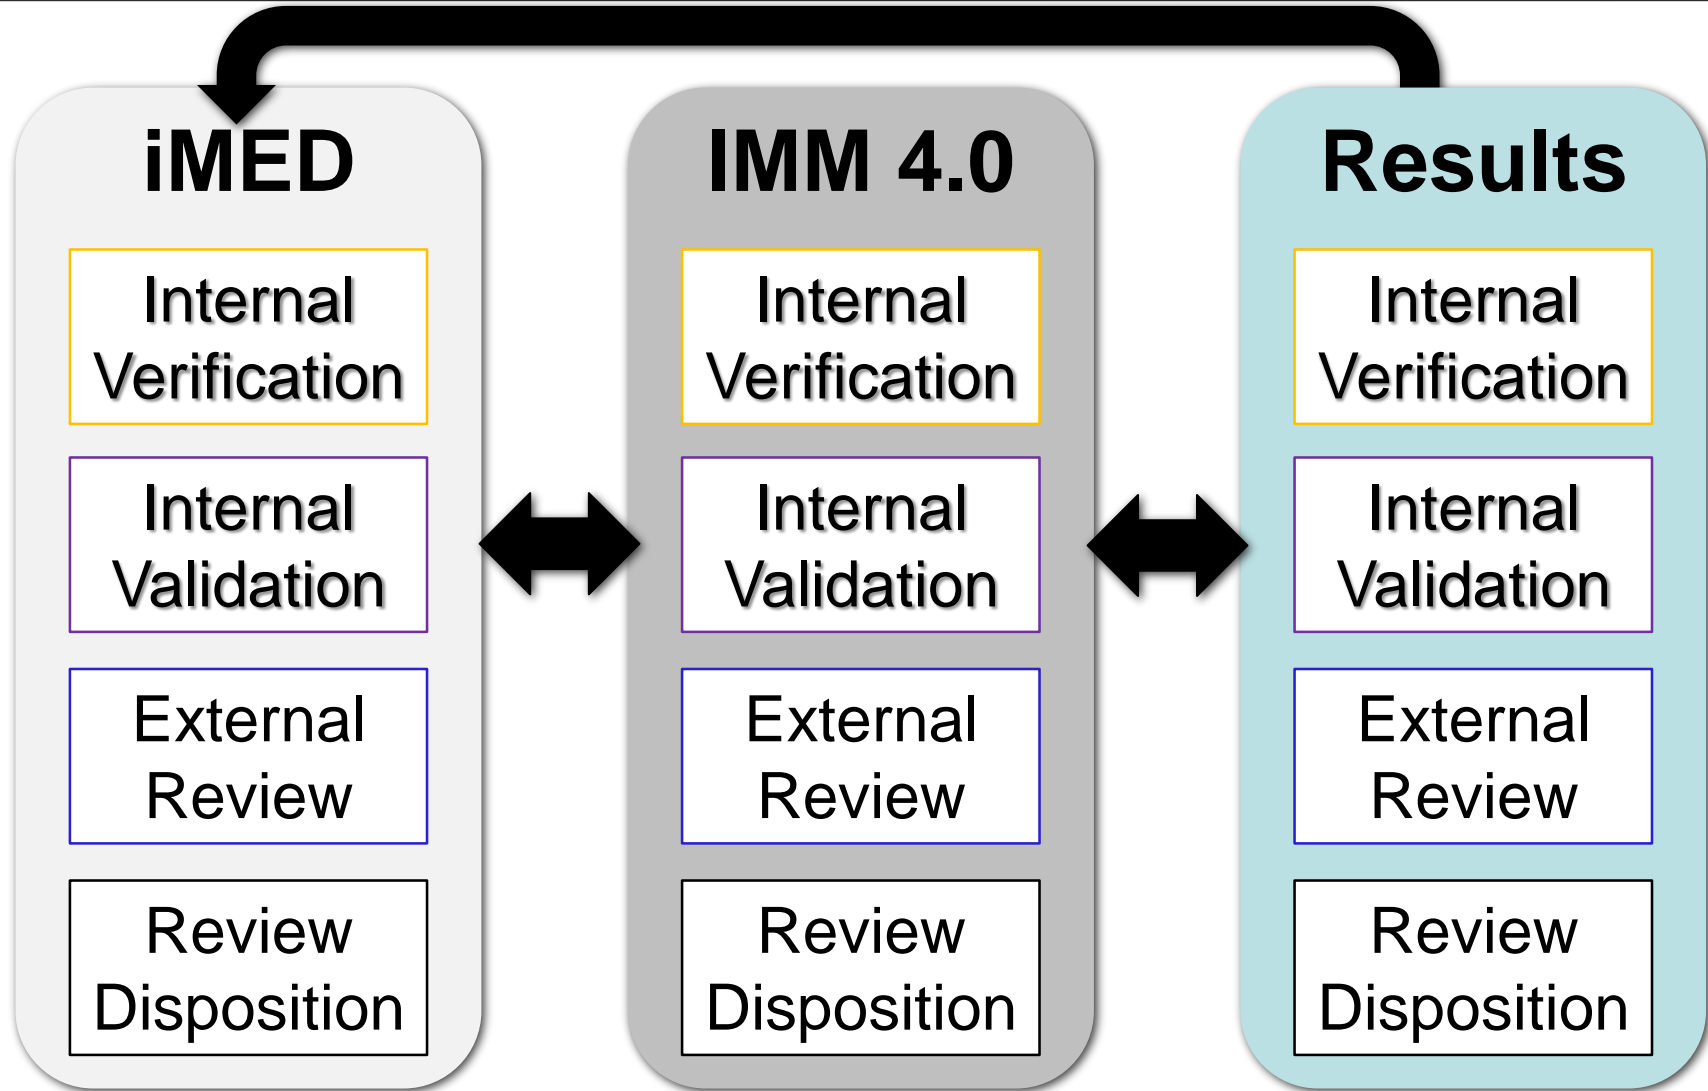 iMED
Internal
Verification
Internal
Validation
External
Review
Review
Disposition
IMM 4.0
Internal
Verification
Internal
Validation
External
Review
Review
Disposition
Results
Internal
Verification
Internal
Validation
External
Review
Review
Disposition